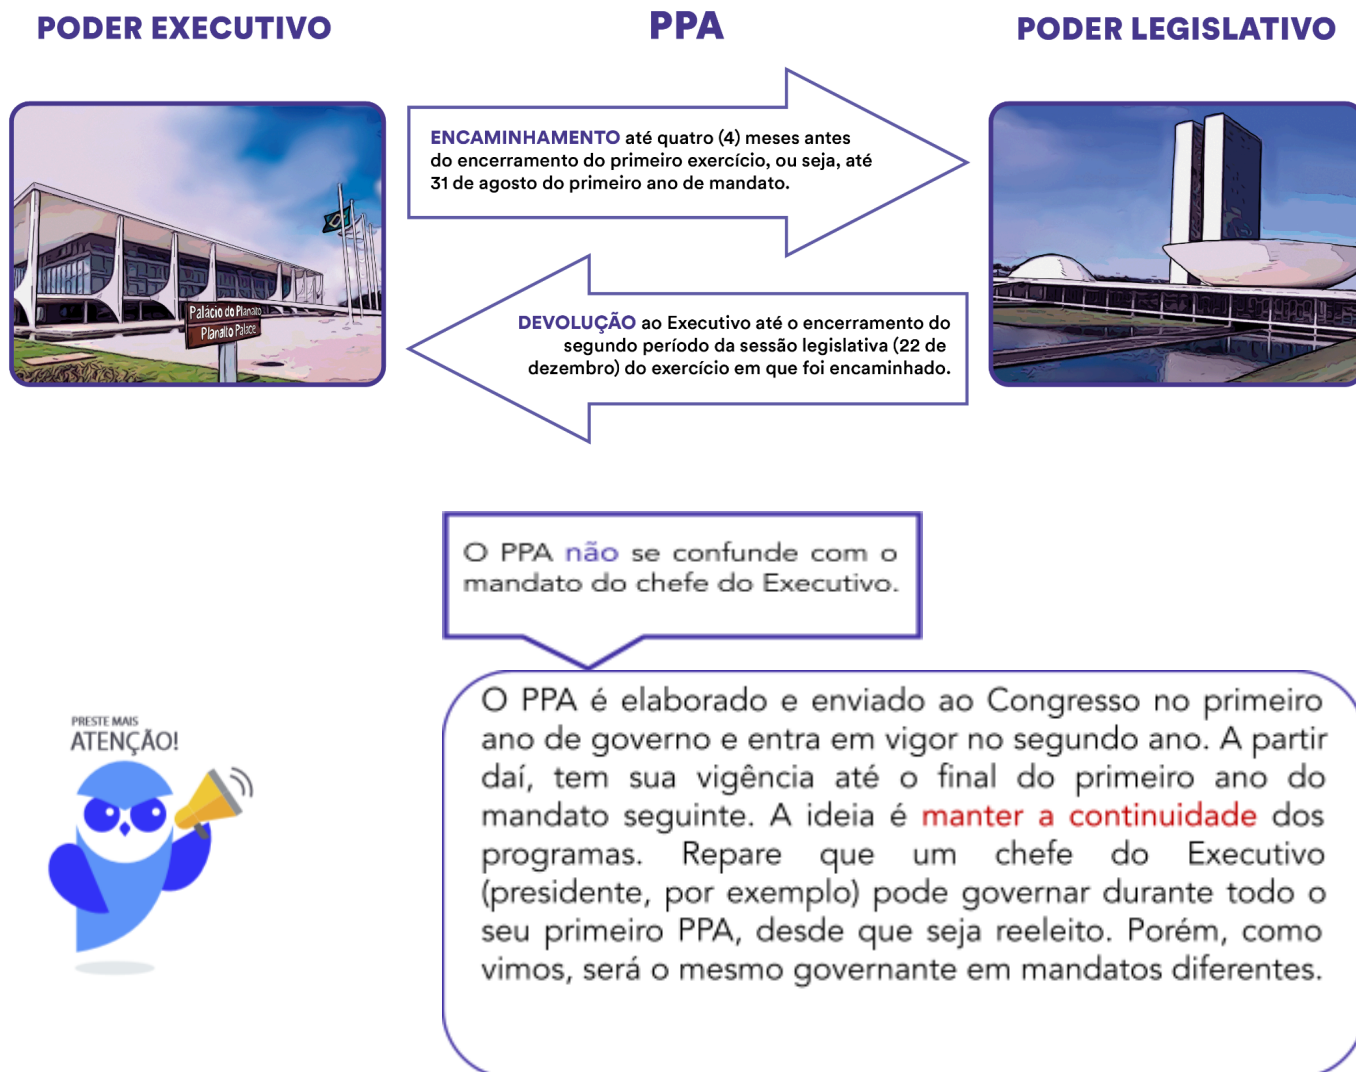 PODER EXECUTIVO
PPA
PODER LEGISLATIVO
ENCAMINHAMENTO até quatro (4) meses antes
do encerramento do primeiro exercício, ou seja, até
31 de agosto do primeiro ano de mandato.
Palácio do Planalto
Planalto Palace
DEVOLUÇÃO ao Executivo até o encerramento do
segundo período da sessão legislativa (22 de
dezembro) do exercício em que foi encaminhado.
O PPA não se confunde com o
mandato do chefe do Executivo.
PRESTE MAIS
ATENÇÃO!
O PPA é elaborado e enviado ao Congresso no primeiro
ano de governo e entra em vigor no segundo ano. A partir
daí, tem sua vigência até o final do primeiro ano do
mandato seguinte. A ideia é manter a continuidade dos
programas. Repare que um chefe do Executivo
(presidente, por exemplo) pode governar durante todo o
seu primeiro PPA, desde que seja reeleito. Porém, como
vimos, será o mesmo governante em mandatos diferentes.